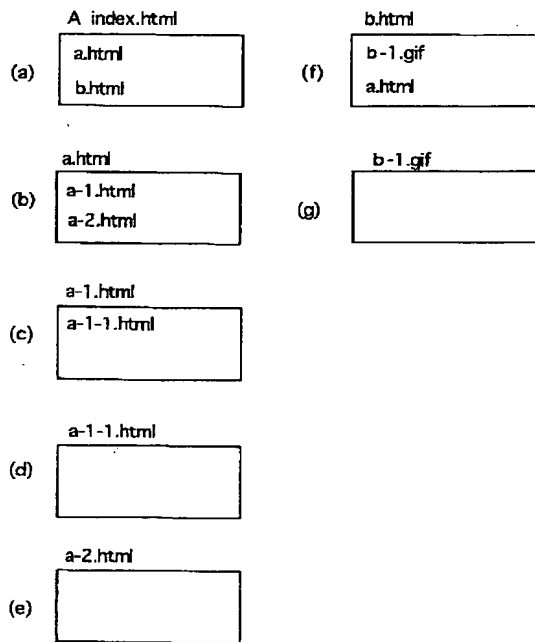 A index.html
(a)
a.html
b.html
a.html
(b)
a-1.html
a-2.html
a-1.html
(c)
a-1-1.html
a-1-1.html
(d)
a-2.html
(e)
b.html
(f)
b-1.gif
a.html
b-1.gif
(g)